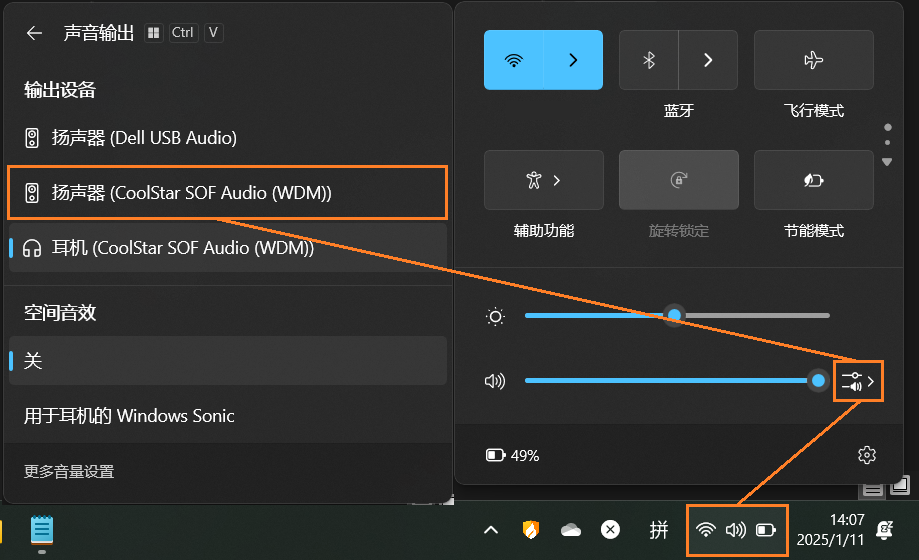 声音输出 Ctrl V
输出设备
扬声器 (Dell USB Audio)
扬声器 (CoolStar SOF Audio (WDM))
耳机 (CoolStar SOF Audio (WDM))
空间音效
关
用于耳机的 Windows Sonic
更多音量设置
蓝牙
飞行模式
辅助功能
旋转锁定
节能模式
49%
拼
14:07
2025/1/11